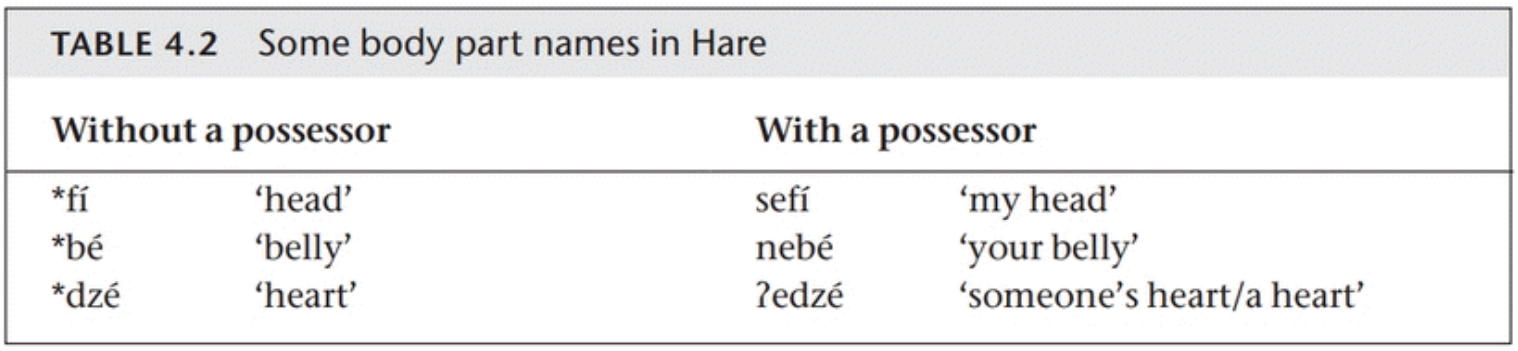 TABLE 4.2 Some body part names in Hare
Without a possessor With a possessor
*fí ‘head’ sefí ‘my head’
*bé ‘belly’ nebé ‘your belly’
*dzé ‘heart’ ʔedzé ‘someone’s heart/a heart’